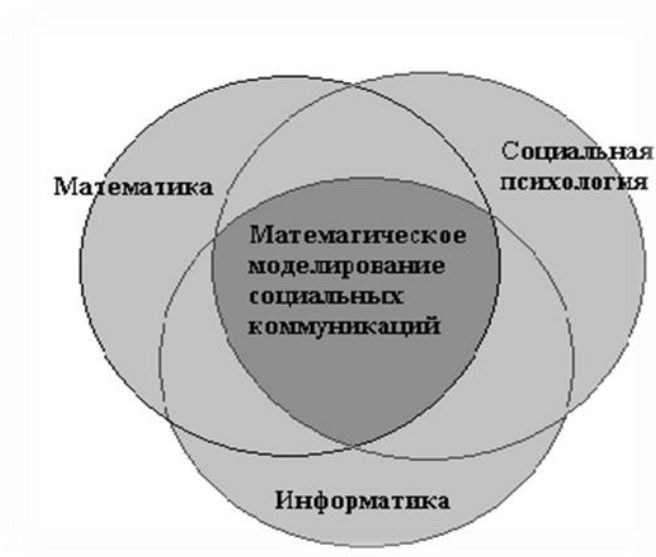 Математика
Социальная
психология
Математическое
моделирование
социальных
коммуникаций
Информатика